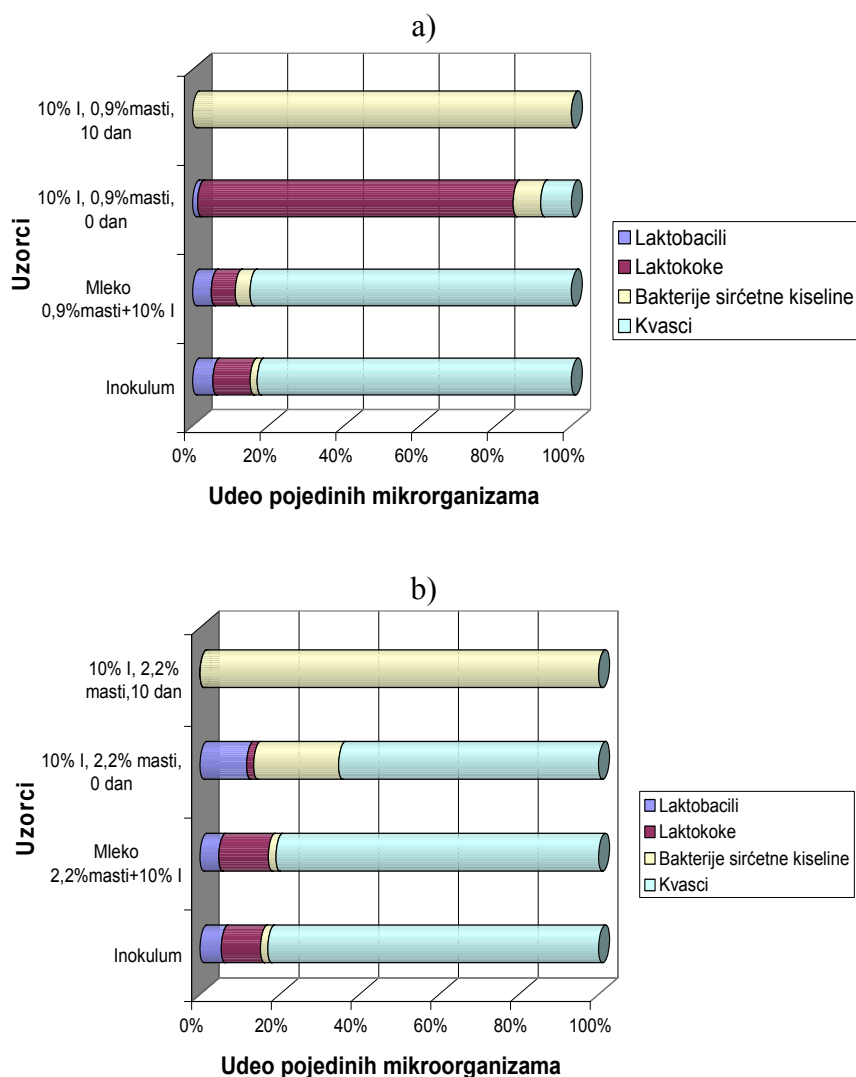 a)
10% I, 0,9%masti,
10 dan
10% I, 0,9%masti,
0 dan
Mleko
0,9%masti+10% I
Inokulum
Uzorci
0%
20%
40%
60%
80%
100%
Udeo pojedinih mikrorganizama
Laktobacili
Laktokoke
Bakterije sirćetne kiseline
Kvasci
b)
10% I, 2,2%
masti,10 dan
10% I, 2,2% masti,
0 dan
Mleko
2,2%masti+10% I
Inokulum
Uzorci
0%
20%
40%
60%
80%
100%
Udeo pojedinih mikroorganizama
Laktobacili
Laktokoke
Bakterije sirćetne kiseline
Kvasci